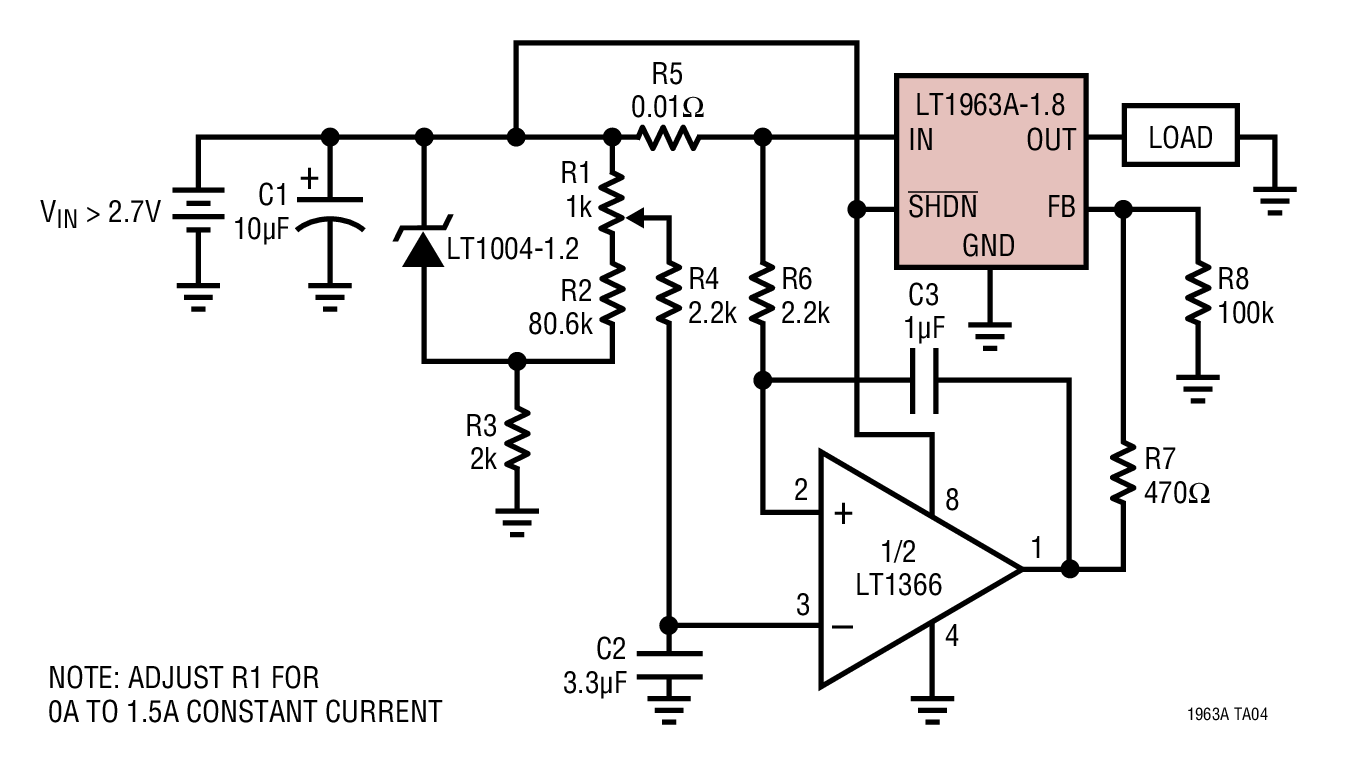 R5
0.01Ω
LT1963A-1.8
IN
OUT
LOAD
R1
1k
C1
+
10µF
VIN > 2.7V
SHDN
FB
GND
LT1004-1.2
R2
80.6k
R4
2.2k
R6
2.2k
C3
1µF
R8
100k
R3
2k
R7
470Ω
2
+
8
1/2
LT1366
1
3
–
4
C2
3.3µF
NOTE: ADJUST R1 FOR
0A TO 1.5A CONSTANT CURRENT
1963A TA04